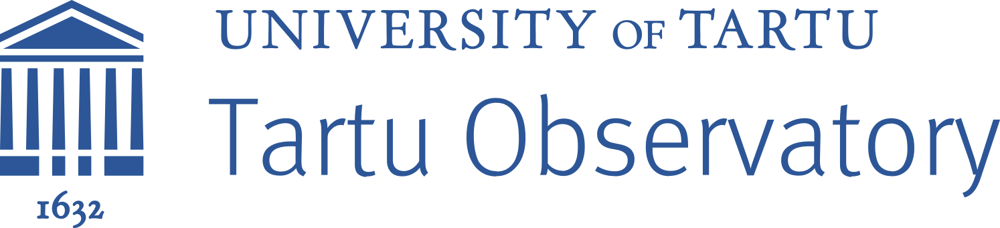 UNIVERSITY OF TARTU
Tartu Observatory
1632